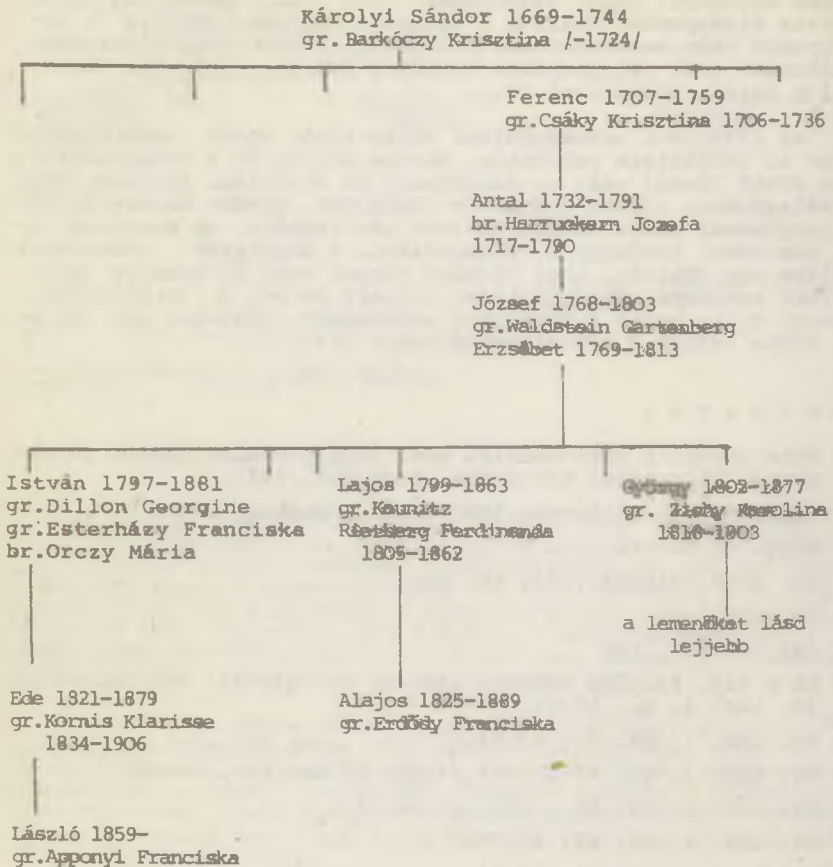 Károlyi Sándor 1669-1744
gr. Barkóczy Krisztina /-1724/
Ferenc 1707-1759
gr.Csáky Krisztina 1706-1736
Antal 1732-1791
br.Harruckern Jozefa
1717-1790
József 1768-1803
gr.Waldstein Gartenberg
Erzsébet 1769-1813
István 1797-1881
gr.Dillon Georgine
gr.Esterházy Franciska
br.Orczy Mária
Lajos 1799-1863
gr.Kaunitz
Rietberg Ferdinanda
1805-1862
György 1802-1877
gr. Zichy Karolina
1818-1903
a lemenőket lásd
lejjebb
Ede 1821-1879
gr.Kornis Klarisse
1834-1906
Alajos 1825-1889
gr.Erdődy Franciska
László 1859-
gr.Apponyi Franciska